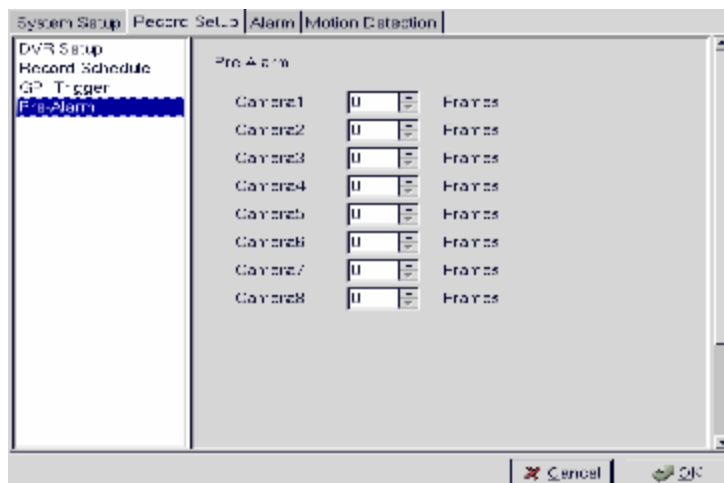 System Setup Record Setup Alarm Motion Detection
DVR Setup
Record Schedule
GPI Trigger
Pre-Alarm
Pre-Alarm
Camera1 0 Frames
Camera2 0 Frames
Camera3 0 Frames
Camera4 0 Frames
Camera5 0 Frames
Camera6 0 Frames
Camera7 0 Frames
Camera8 0 Frames
Cancel OK